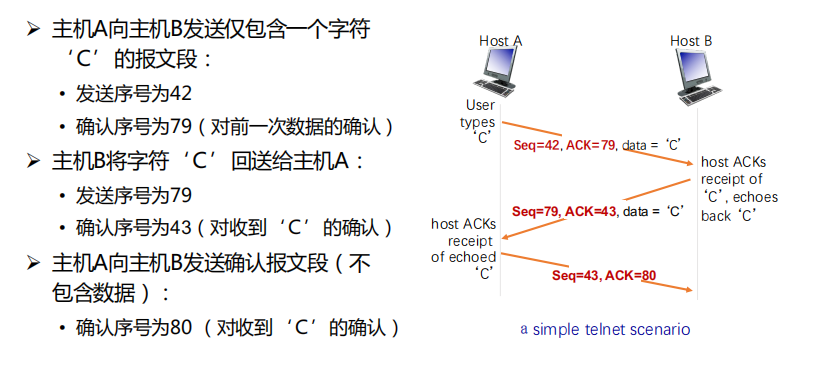 ➢ 主机A向主机B发送仅包含一个字符
‘C’的报文段：
• 发送序号为42
• 确认序号为79（对前一次数据的确认）
➢ 主机B将字符‘C’回送给主机A：
• 发送序号为79
• 确认序号为43（对收到‘C’的确认）
➢ 主机A向主机B发送确认报文段（不
包含数据）：
• 确认序号为80 （对收到‘C’的确认）
Host A
Host B
User
types
‘C’
Seq=42, ACK=79, data = ‘C’
host ACKs
receipt of
‘C’, echoes
back ‘C’
Seq=79, ACK=43, data = ‘C’
host ACKs
receipt
of echoed
‘C’
Seq=43, ACK=80
a simple telnet scenario